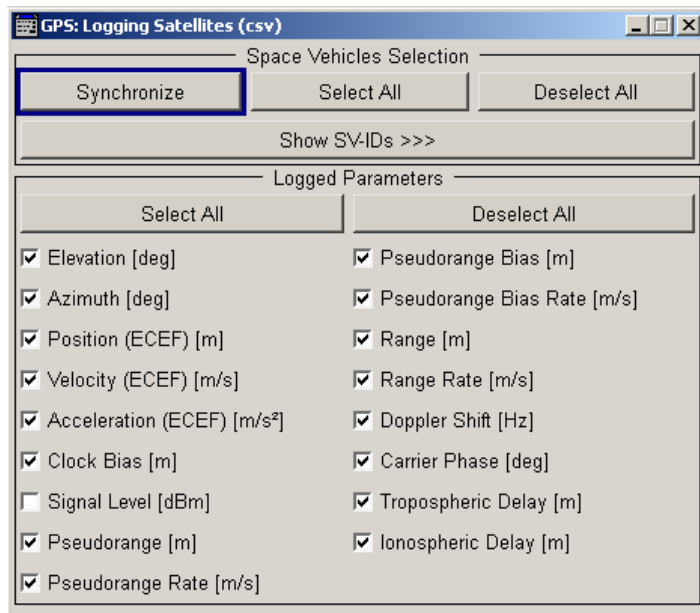 GPS: Logging Satellites (csv)
Space Vehicles Selection
Synchronize Select All Deselect All
Show SV-IDs >>>
Logged Parameters
Select All Deselect All
Elevation [deg] Pseudorange Bias [m]
Azimuth [deg] Pseudorange Bias Rate [m/s]
Position (ECEF) [m] Range [m]
Velocity (ECEF) [m/s] Range Rate [m/s]
Acceleration (ECEF) [m/s²] Doppler Shift [Hz]
Clock Bias [m] Carrier Phase [deg]
Signal Level [dBm] Tropospheric Delay [m]
Pseudorange [m] Ionospheric Delay [m]
Pseudorange Rate [m/s]